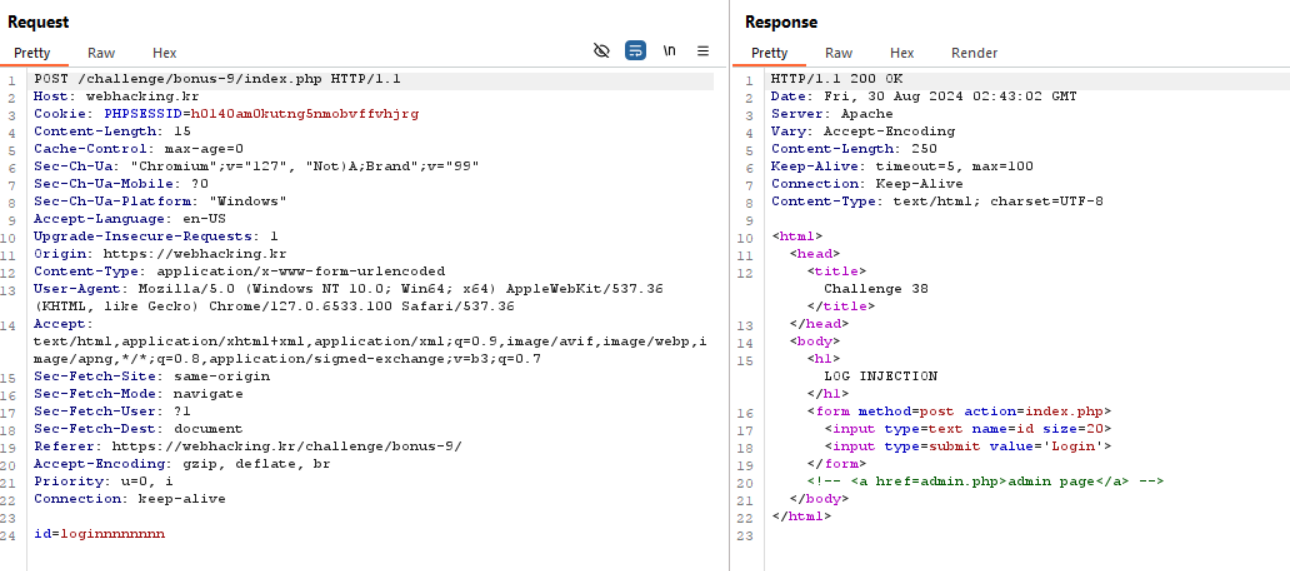 Request
Pretty Raw Hex \n
1 POST /challenge/bonus-9/index.php HTTP/1.1
2 Host: webhacking.kr
3 Cookie: PHPSESSID=h0l40am0kutng5nmobvffvhjrg
4 Content-Length: 15
5 Cache-Control: max-age=0
6 Sec-Ch-Ua: "Chromium";v="127", "Not)A;Brand";v="99"
7 Sec-Ch-Ua-Mobile: ?0
8 Sec-Ch-Ua-Platform: "Windows"
9 Accept-Language: en-US
10 Upgrade-Insecure-Requests: 1
11 Origin: https://webhacking.kr
12 Content-Type: application/x-www-form-urlencoded
13 User-Agent: Mozilla/5.0 (Windows NT 10.0; Win64; x64) AppleWebKit/537.36
(KHTML, like Gecko) Chrome/127.0.6533.100 Safari/537.36
14 Accept:
text/html,application/xhtml+xml,application/xml;q=0.9,image/avif,image/webp,i
mage/apng,*/*;q=0.8,application/signed-exchange;v=b3;q=0.7
15 Sec-Fetch-Site: same-origin
16 Sec-Fetch-Mode: navigate
17 Sec-Fetch-User: ?1
18 Sec-Fetch-Dest: document
19 Referer: https://webhacking.kr/challenge/bonus-9/
20 Accept-Encoding: gzip, deflate, br
21 Priority: u=0, i
22 Connection: keep-alive
23
24 id=loginnnnnnnnn
Response
Pretty Raw Hex Render
1 HTTP/1.1 200 OK
2 Date: Fri, 30 Aug 2024 02:43:02 GMT
3 Server: Apache
4 Vary: Accept-Encoding
5 Content-Length: 250
6 Keep-Alive: timeout=5, max=100
7 Connection: Keep-Alive
8 Content-Type: text/html; charset=UTF-8
9
10 <html>
11 <head>
12 <title>
Challenge 38
</title>
13 </head>
14 <body>
15 <h1>
LOG INJECTION
</h1>
16 <form method=post action=index.php>
17 <input type=text name=id size=20>
18 <input type=submit value='Login'>
19 </form>
20 <!-- <a href=admin.php>admin page</a> -->
21 </body>
22 </html>
23